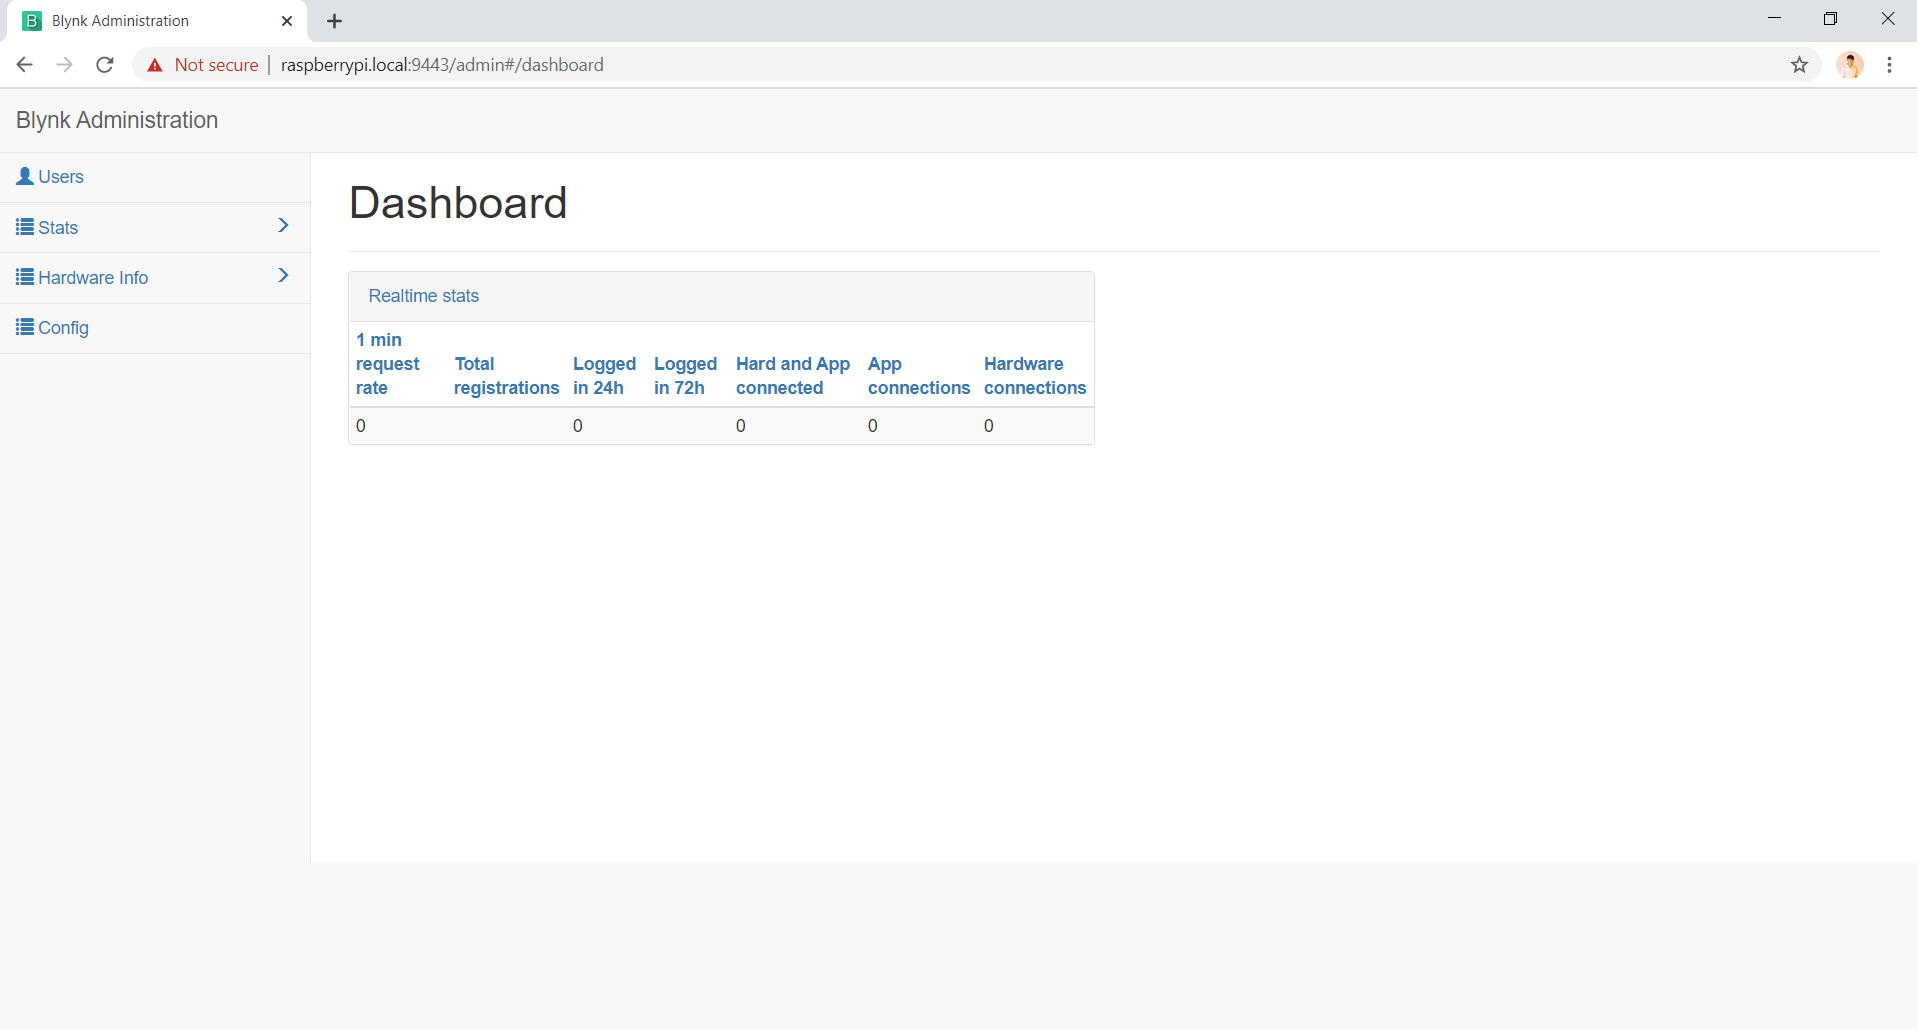 B Blynk Administration
Not secure | raspberrypi.local:9443/admin#/dashboard
Blynk Administration
Users
Stats
Hardware Info
Config
Dashboard
Realtime stats
1 min request rate
Total registrations
Logged in 24h
Logged in 72h
Hard and App connected
App connections
Hardware connections
0 0 0 0 0